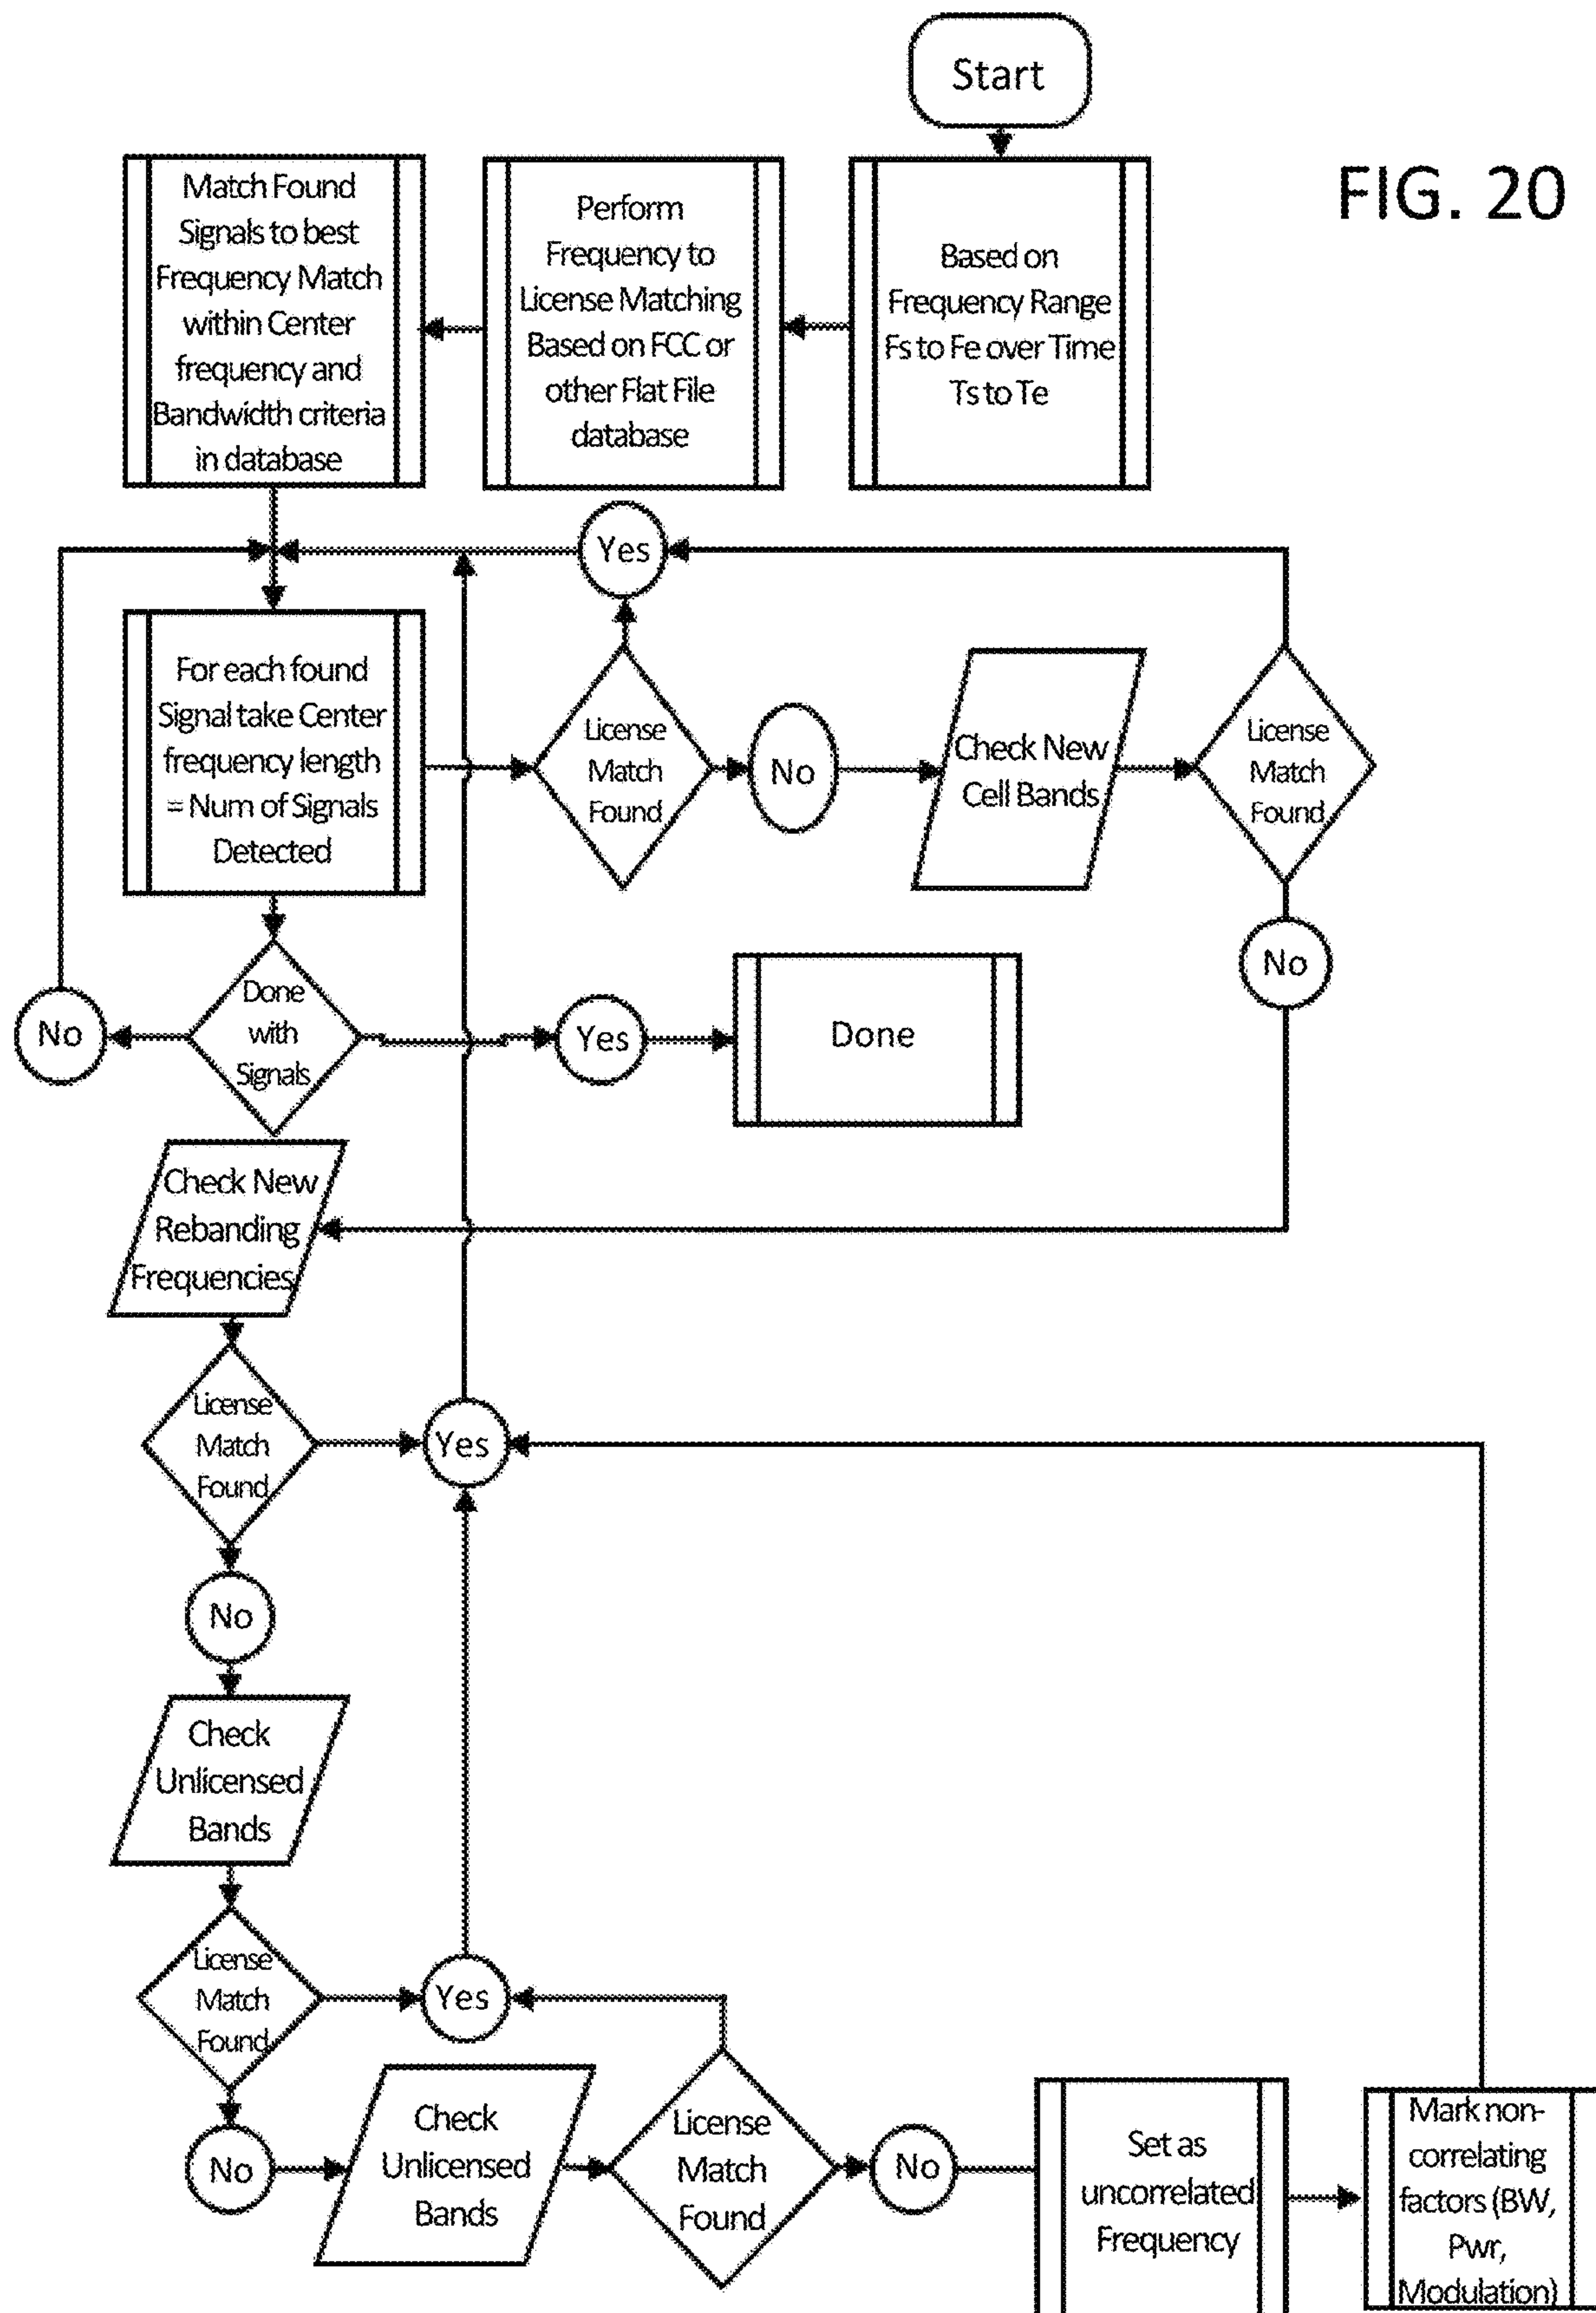 Start
FIG. 20
Match Found
Signals to best
Frequency Match
within Center
frequency and
Bandwidth criteria
in database
Perform
Frequency to
License Matching
Based on FCC or
other Flat File
database
Based on
Frequency Range
Fs to Fe over Time
Ts to Te
Yes
For each found
Signal take Center
frequency length
= Num of Signals
Detected
License
Match
Found
No
Check New
Cell Bands
License
Match
Found
No
No
Done
with
Signals
Yes
Done
Check New
Rebanding
Frequencies
License
Match
Found
Yes
No
Check
Unlicensed
Bands
License
Match
Found
Yes
No
Check
Unlicensed
Bands
License
Match
Found
No
Set as
uncorrelated
Frequency
Mark non-
correlating
factors (BW,
Pwr,
Modulation)